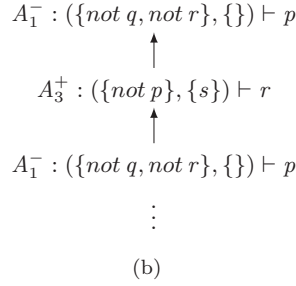 A₁⁻ : ({not q, not r}, {}) ⊢ p
A₃⁺ : ({not p}, {s}) ⊢ r
A₁⁻ : ({not q, not r}, {}) ⊢ p
⋮
(b)